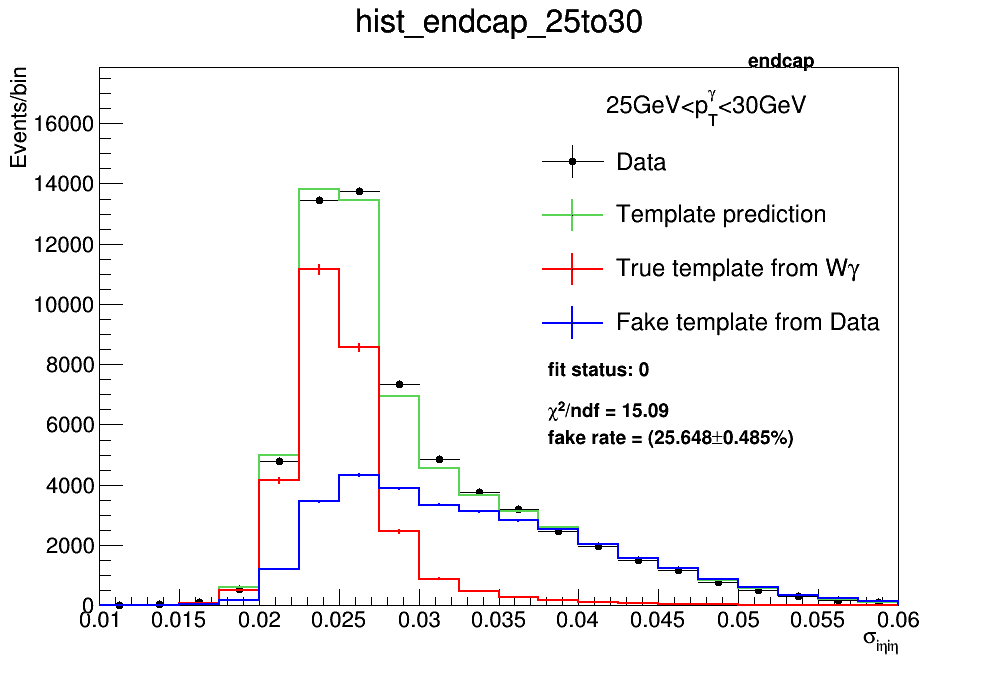 hist_endcap_25to30
endcap
Events/bin
25GeV<p_T^γ<30GeV
Data
Template prediction
True template from Wγ
Fake template from Data
fit status: 0
χ²/ndf = 15.09
fake rate = (25.648±0.485%)
16000
14000
12000
10000
8000
6000
4000
2000
0
0.01 0.015 0.02 0.025 0.03 0.035 0.04 0.045 0.05 0.055 0.06
σ_iηiη